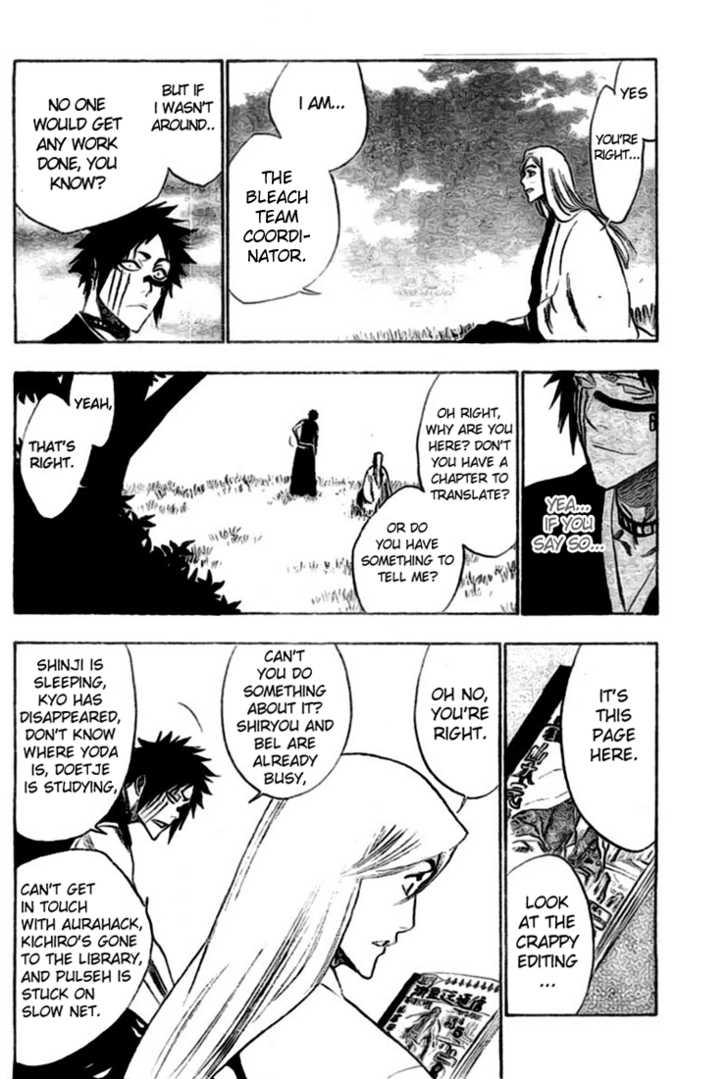 YES
YOU'RE
RIGHT...
I AM...
THE
BLEACH
TEAM
COORDI-
NATOR.
BUT IF
I WASN'T
AROUND..
NO ONE
WOULD GET
ANY WORK
DONE, YOU
KNOW?
YEA...
IF YOU
SAY SO...
OH RIGHT,
WHY ARE YOU
HERE? DON'T
YOU HAVE A
CHAPTER TO
TRANSLATE?
OR DO
YOU HAVE
SOMETHING TO
TELL ME?
YEAH,
THAT'S
RIGHT.
IT'S
THIS
PAGE
HERE.
LOOK
AT THE
CRAPPY
EDITING
...
OH NO,
YOU'RE
RIGHT.
CAN'T
YOU DO
SOMETHING
ABOUT IT?
SHIRYOU AND
BEL ARE
ALREADY
BUSY,
SHINJI IS
SLEEPING,
KYO HAS
DISAPPEARED,
DON'T KNOW
WHERE YODA
IS, DOETJE
IS STUDYING,
CAN'T GET
IN TOUCH
WITH AURAHACK,
KICHIRO'S GONE
TO THE LIBRARY,
AND PULSEH IS
STUCK ON
SLOW NET.